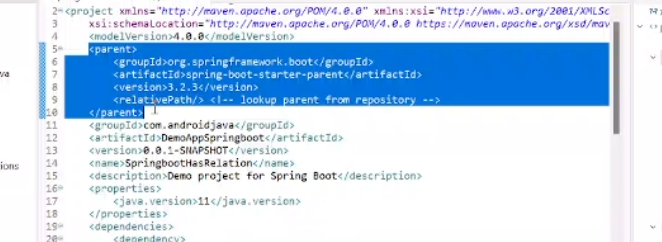 2 <project xmlns="http://maven.apache.org/POM/4.0.0" xmlns:xsi="http://www.w3.org/2001/XMLSc
3 xsi:schemaLocation="http://maven.apache.org/POM/4.0.0 https://maven.apache.org/xsd/mav
4 <modelVersion>4.0.0</modelVersion>
5 <parent>
6 <groupId>org.springframework.boot</groupId>
7 <artifactId>spring-boot-starter-parent</artifactId>
8 <version>3.2.3</version>
9 <relativePath/> <!-- lookup parent from repository -->
10 </parent>
11 <groupId>com.androidjava</groupId>
12 <artifactId>DemoAppSpringboot</artifactId>
13 <version>0.0.1-SNAPSHOT</version>
14 <name>SpringbootHasRelation</name>
15 <description>Demo project for Spring Boot</description>
16 <properties>
17 <java.version>11</java.version>
18 </properties>
19 <dependencies>
20 <dependency>
va
ions